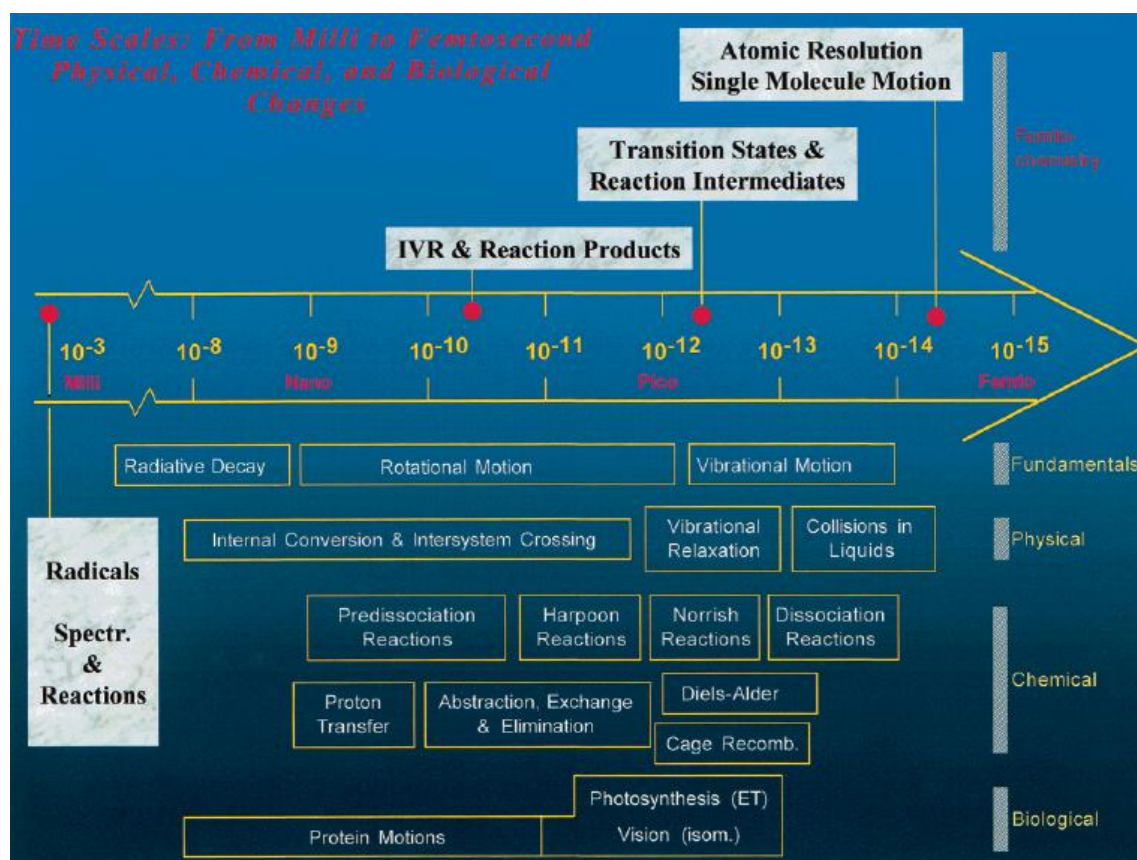 Time Scales: From Milli to Femtosecond
Physical, Chemical, and Biological
Changes
Atomic Resolution
Single Molecule Motion
Femto-
chemistry
Transition States &
Reaction Intermediates
IVR & Reaction Products
10-3 10-8 10-9 10-10 10-11 10-12 10-13 10-14 10-15
Milli Nano Pico Femto
Radiative Decay Rotational Motion Vibrational Motion Fundamentals
Internal Conversion & Intersystem Crossing
Vibrational
Relaxation
Collisions in
Liquids
Physical
Radicals
Spectr.
&
Reactions
Predissociation
Reactions
Harpoon
Reactions
Norrish
Reactions
Dissociation
Reactions
Chemical
Proton
Transfer
Abstraction, Exchange
& Elimination
Diels-Alder
Cage Recomb.
Photosynthesis (ET)
Vision (isom.)
Protein Motions
Biological